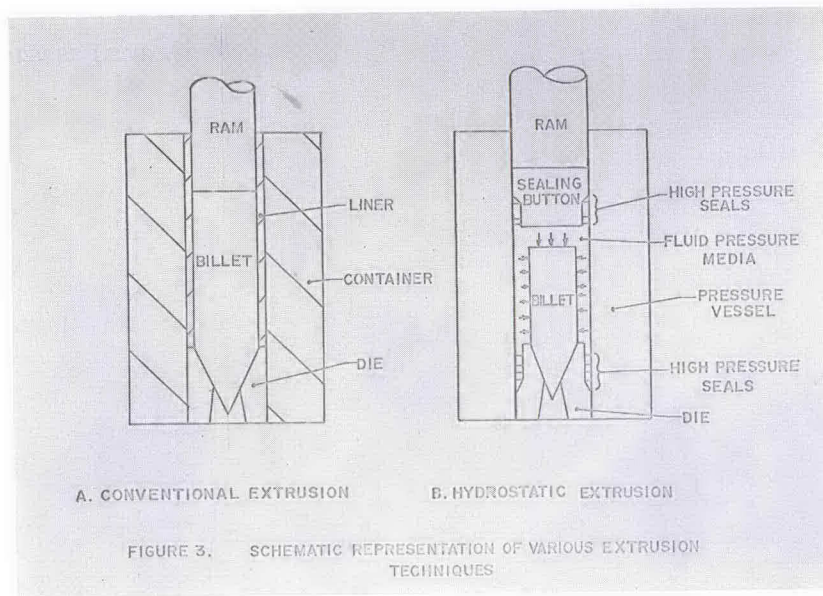 RAM
LINER
BILLET
CONTAINER
DIE
A. CONVENTIONAL EXTRUSION
RAM
SEALING
BUTTON
HIGH PRESSURE
SEALS
FLUID PRESSURE
MEDIA
BILLET
PRESSURE
VESSEL
HIGH PRESSURE
SEALS
DIE
B. HYDROSTATIC EXTRUSION
FIGURE 3. SCHEMATIC REPRESENTATION OF VARIOUS EXTRUSION
TECHNIQUES